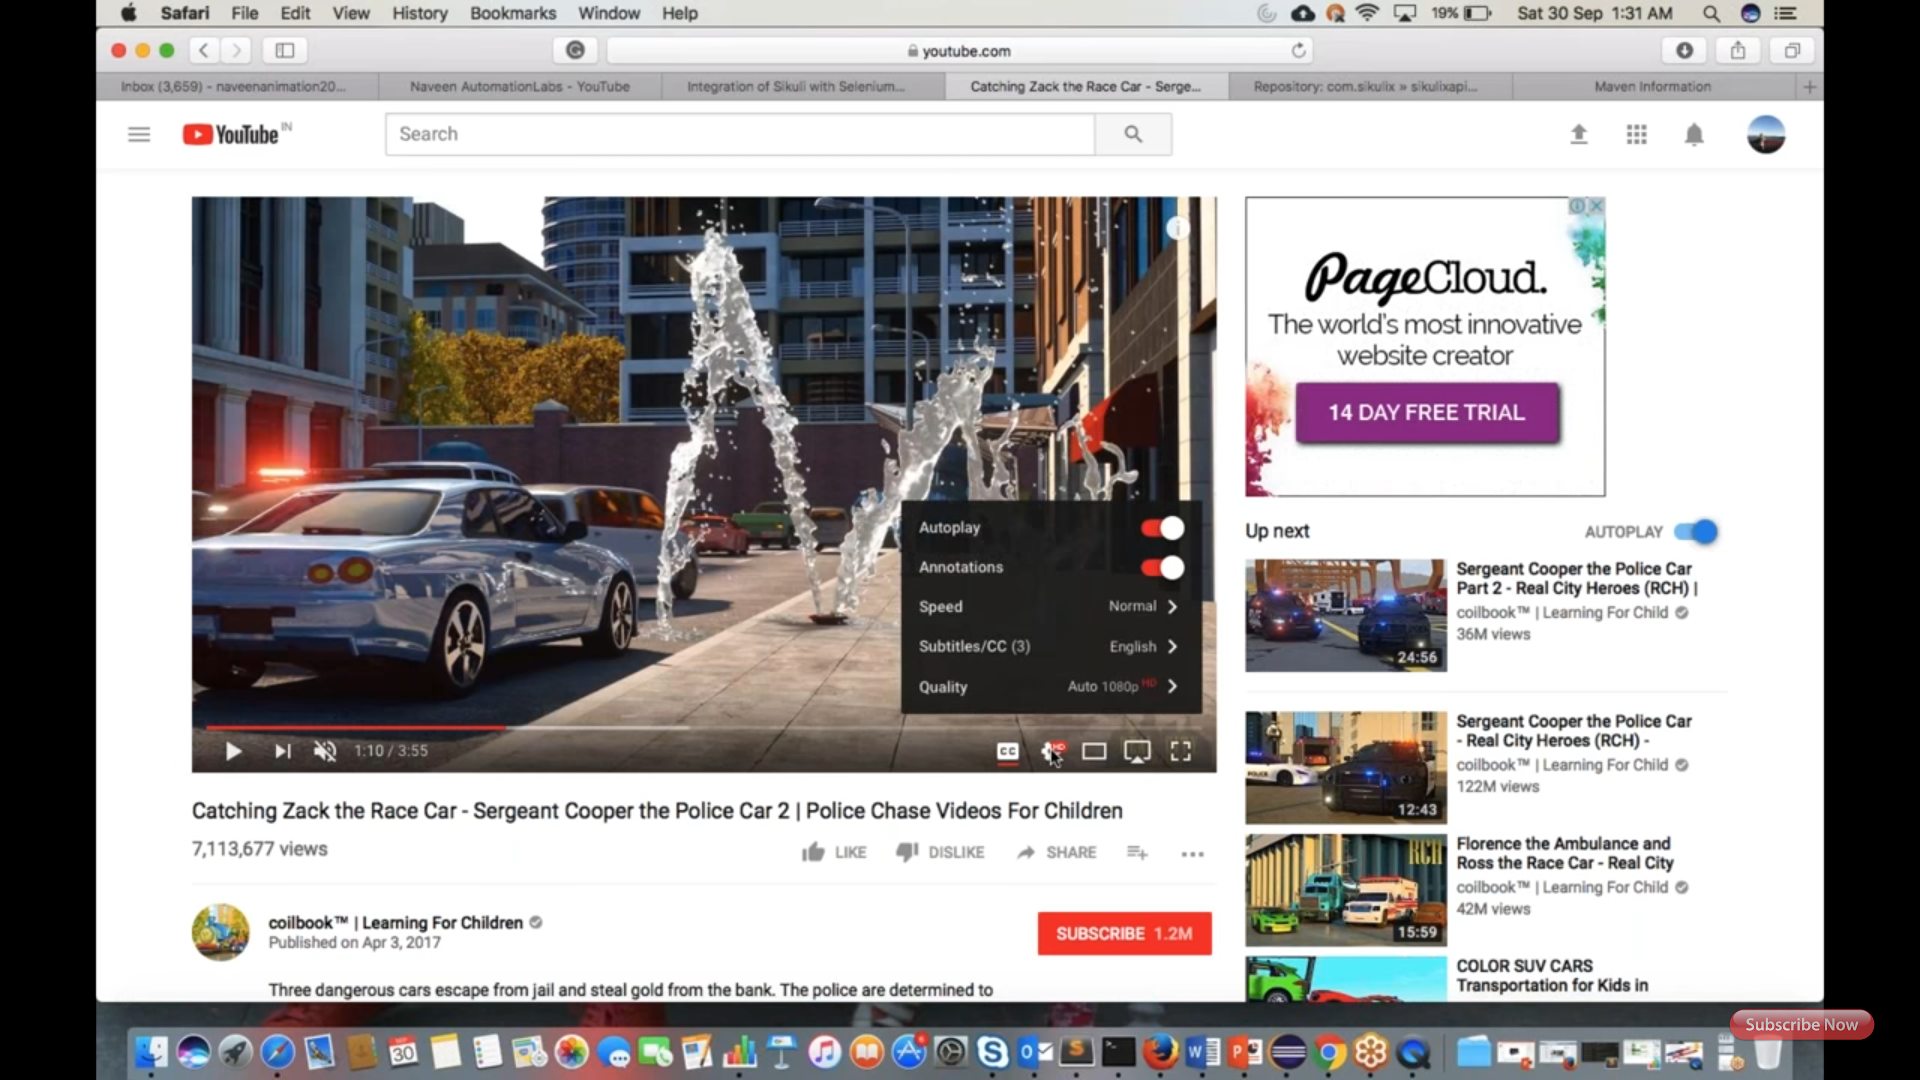 Safari File Edit View History Bookmarks Window Help 19% Sat 30 Sep 1:31 AM
youtube.com
Inbox (3,659) - naveenanimation20... Naveen AutomationLabs - YouTube Integration of Sikuli with Selenium... Catching Zack the Race Car - Serge... Repository: com.sikulix » sikulixapi... Maven Information
YouTube IN Search
PageCloud.
The world's most innovative
website creator
14 DAY FREE TRIAL
Autoplay
Annotations
Speed Normal
Subtitles/CC (3) English
Quality Auto 1080p HD
1:10 / 3:55 CC HD
Catching Zack the Race Car - Sergeant Cooper the Police Car 2 | Police Chase Videos For Children
7,113,677 views
LIKE DISLIKE SHARE
coilbook™ | Learning For Children
Published on Apr 3, 2017
SUBSCRIBE 1.2M
Three dangerous cars escape from jail and steal gold from the bank. The police are determined to
Up next AUTOPLAY
Sergeant Cooper the Police Car
Part 2 - Real City Heroes (RCH) |
coilbook™ | Learning For Child
36M views
24:56
Sergeant Cooper the Police Car
- Real City Heroes (RCH) -
coilbook™ | Learning For Child
122M views
POLICE
12:43
Florence the Ambulance and
Ross the Race Car - Real City
coilbook™ | Learning For Child
42M views
RCH
15:59
COLOR SUV CARS
Transportation for Kids in
Subscribe Now
SEP
30